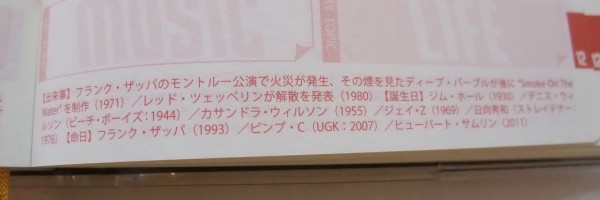 MUSIC
TOPIC
LIFE
12
【出来事】フランク・ザッパのモントルー公演で火災が発生、その煙を見たディープ・パープルが後に "Smoke On The
Water" を制作（1971）／レッド・ツェッペリンが解散を発表（1980）【誕生日】ジム・ホール（1930）／デニス・ウィ
ルソン（ビーチ・ボーイズ：1944）／カサンドラ・ウィルソン（1955）／ジェイ・Z（1969）／日向秀和（ストレイテナー：
1976）【命日】フランク・ザッパ（1993）／ピンプ・C（UGK：2007）／ヒューバート・サムリン（2011）